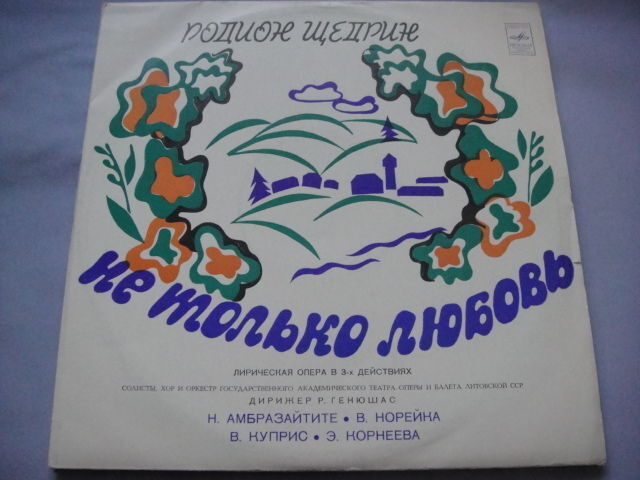 РОДИОН ЩЕДРИН
не только любовь
ЛИРИЧЕСКАЯ ОПЕРА В 3-х ДЕЙСТВИЯХ
СОЛИСТЫ, ХОР И ОРКЕСТР ГОСУДАРСТВЕННОГО АКАДЕМИЧЕСКОГО ТЕАТРА ОПЕРЫ И БАЛЕТА ЛИТОВСКОЙ ССР
ДИРИЖЕР Р. ГЕНЮШАС
Н. АМБРАЗАЙТИТЕ • В. НОРЕЙКА
В. КУПРИС • Э. КОРНЕЕВА